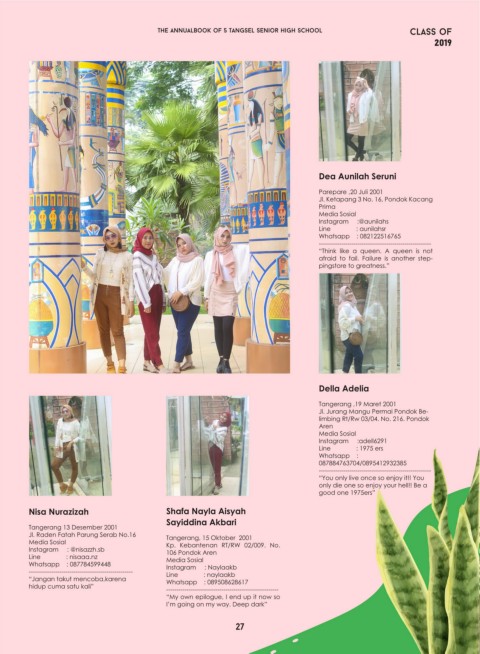 THE ANNUALBOOK OF 5 TANGSEL SENIOR HIGH SCHOOL
CLASS OF
2019
Dea Aunilah Seruni
Parepare ,20 Juli 2001
Jl. Ketapang 3 No. 16, Pondok Kacang
Prima
Media Sosial
Instagram :@aunilahs
Line : aunilahsr
Whatsapp : 082122516765
"Think like a queen. A queen is not
afraid to fail. Failure is another step-
pingstore to greatness."
Della Adelia
Tangerang ,19 Maret 2001
Jl. Jurang Mangu Permai Pondok Be-
limbing Rt/Rw 03/04, No. 216, Pondok
Aren
Media Sosial
Instagram :adell6291
Line : 1975 ers
Whatsapp :
087884763704/0895412932385
"You only live once so enjoy it!! You
only die one so enjoy your hell!! Be a
good one 1975ers"
Nisa Nurazizah
Tangerang 13 Desember 2001
Jl. Raden Fatah Parung Serab No.16
Media Sosial
Instagram : @nisazzh.sb
Line : nisaaa.nz
Whatsapp : 087784599448
"Jangan takut mencoba,karena
hidup cuma satu kali"
Shafa Nayla Aisyah
Sayiddina Akbari
Tangerang, 15 Oktober 2001
Kp. Kebantenan RT/RW 02/009. No.
106 Pondok Aren
Media Sosial
Instagram : Naylaakb
Line : naylaakb
Whatsapp : 089508628617
"My own epilogue, I end up it now so
I'm going on my way. Deep dark"
27